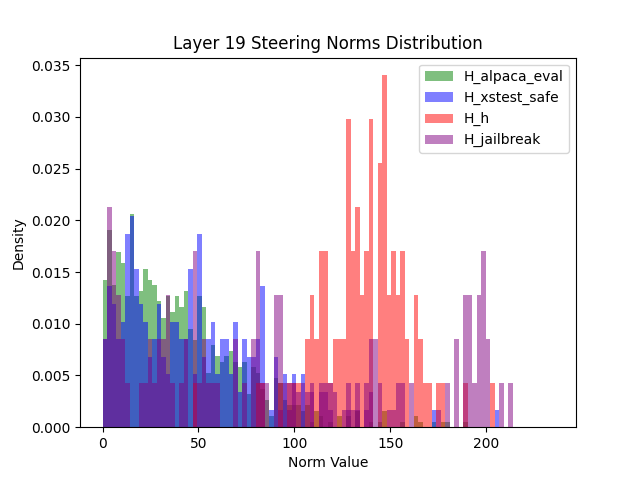 Layer 19 Steering Norms Distribution
H_alpaca_eval
H_xstest_safe
H_h
H_jailbreak
0.035
0.030
0.025
0.020
0.015
0.010
0.005
0.000
Density
0
50
100
150
200
Norm Value